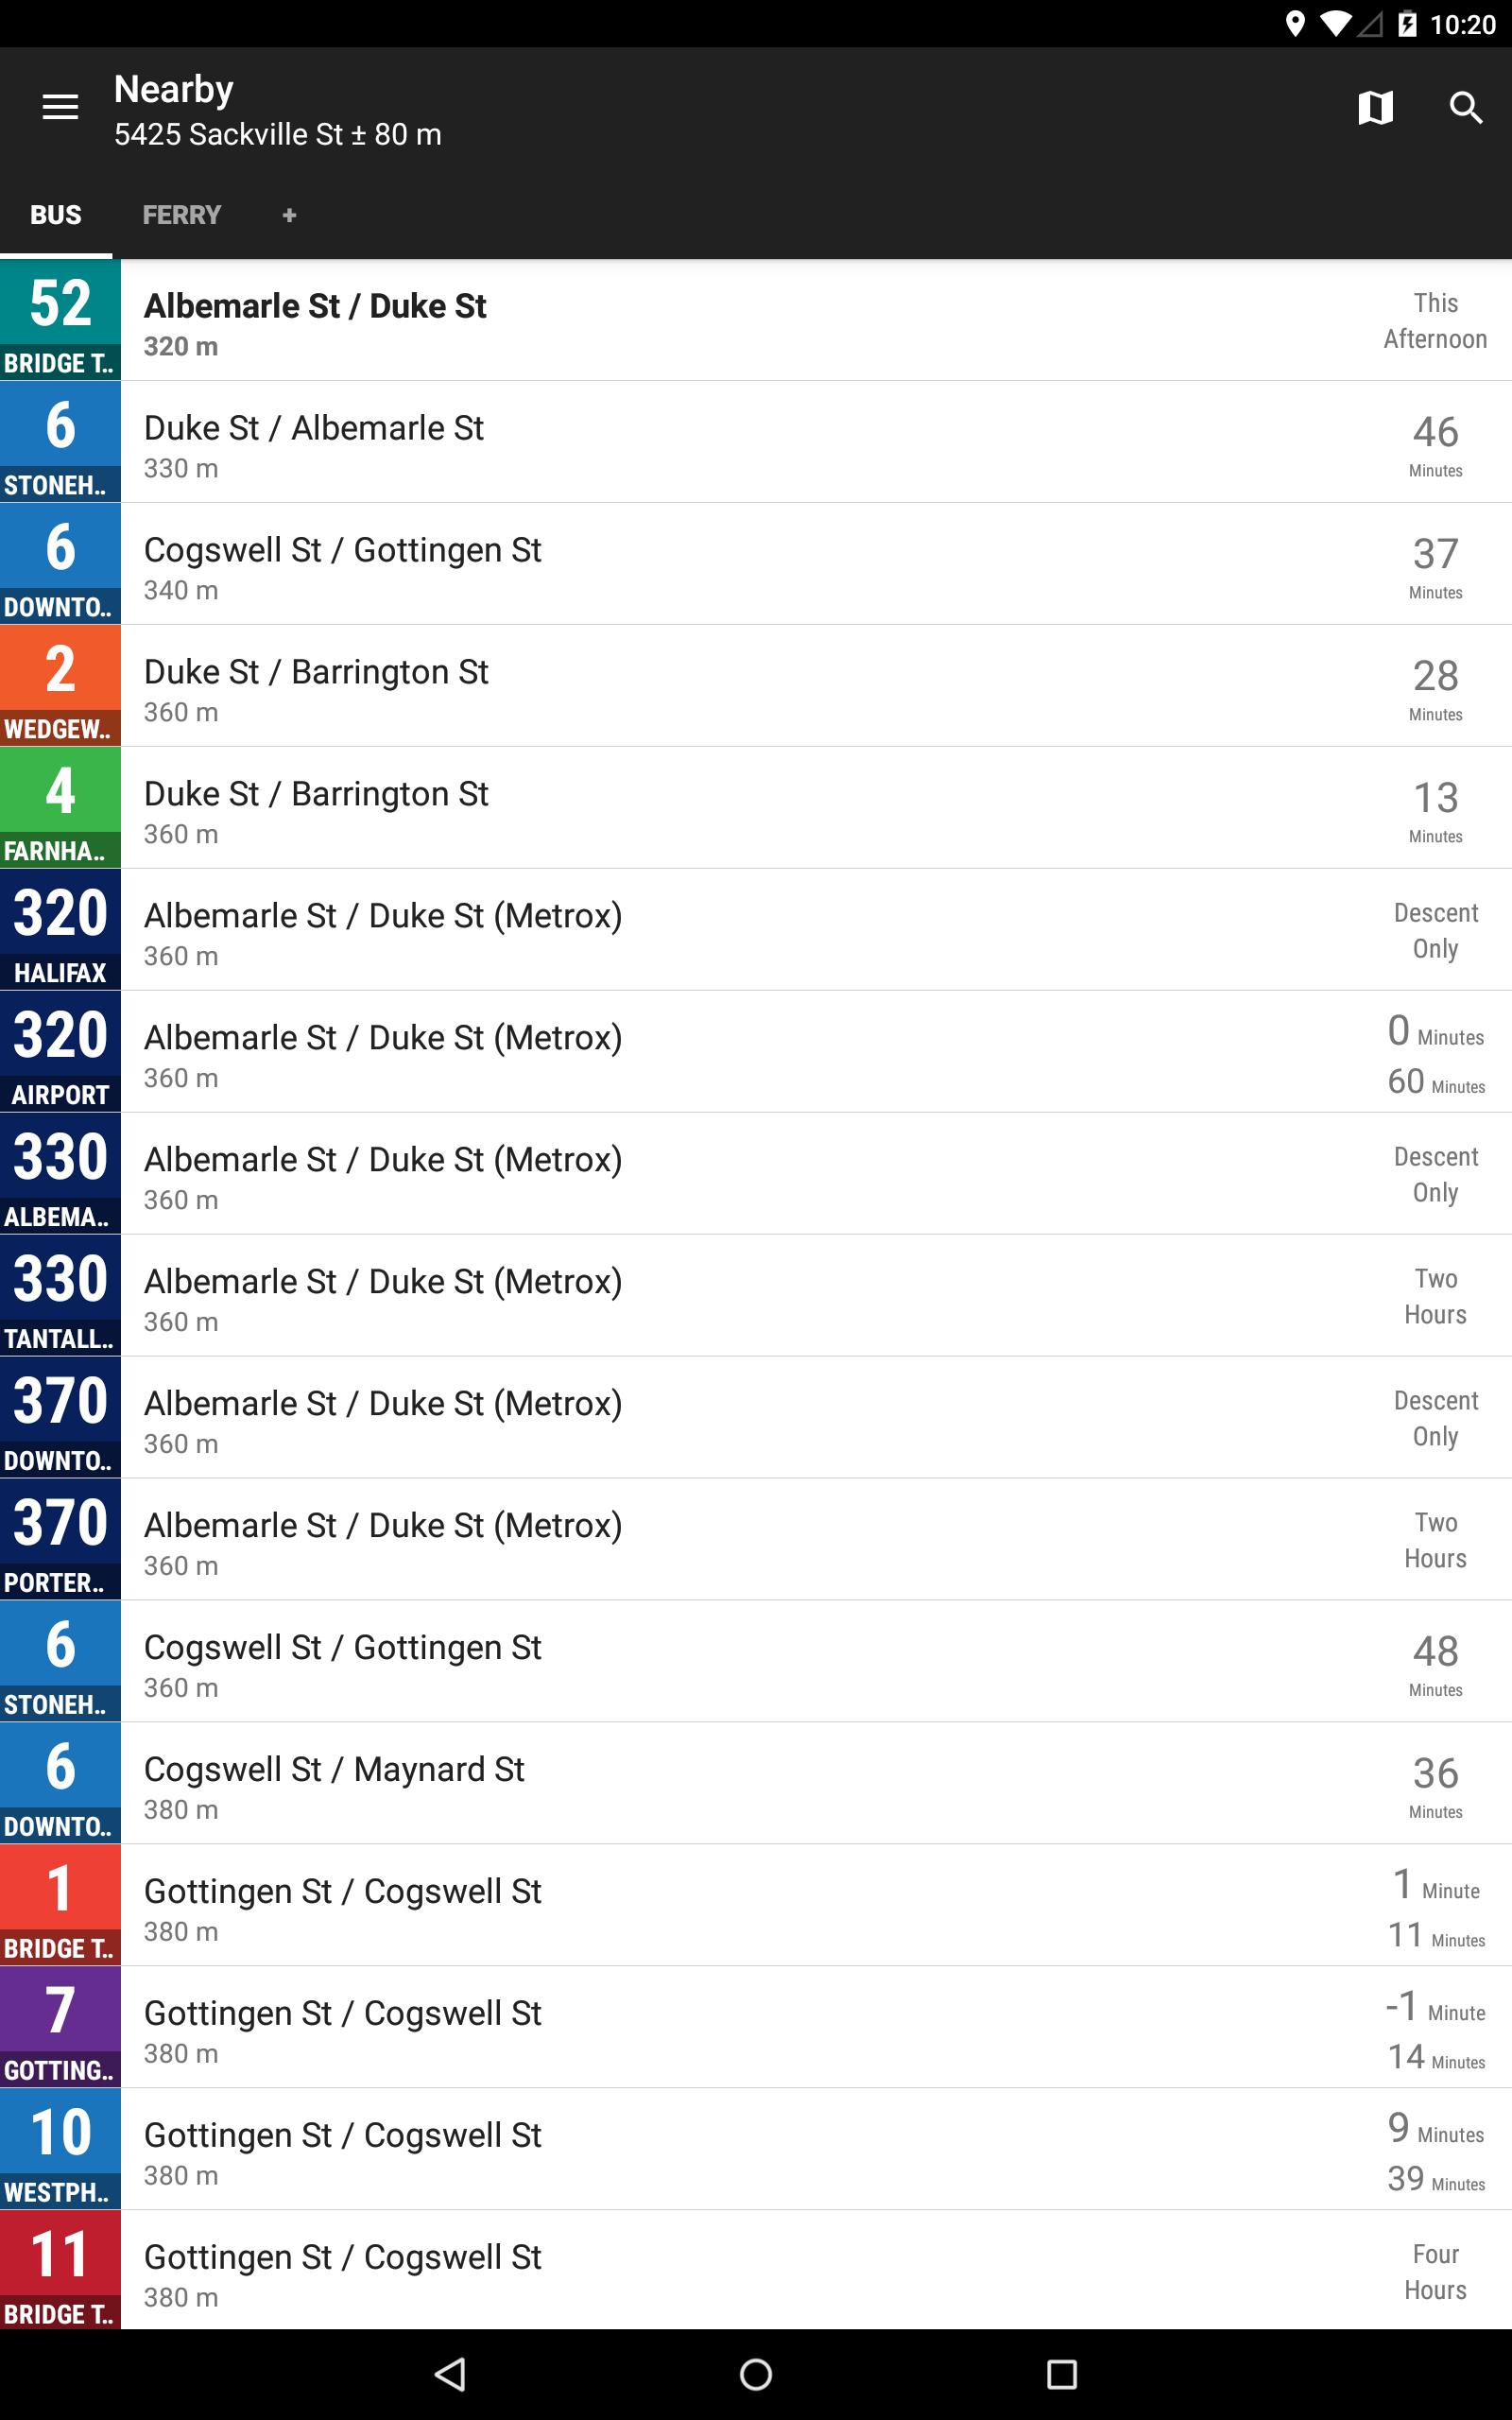 10:20
Nearby
5425 Sackville St ± 80 m
BUS FERRY +
52
BRIDGE T..
Albemarle St / Duke St
320 m
This
Afternoon
6
STONEH..
Duke St / Albemarle St
330 m
46
Minutes
6
DOWNTO..
Cogswell St / Gottingen St
340 m
37
Minutes
2
WEDGEW..
Duke St / Barrington St
360 m
28
Minutes
4
FARNHA..
Duke St / Barrington St
360 m
13
Minutes
320
HALIFAX
Albemarle St / Duke St (Metrox)
360 m
Descent
Only
320
AIRPORT
Albemarle St / Duke St (Metrox)
360 m
0 Minutes
60 Minutes
330
ALBEMA..
Albemarle St / Duke St (Metrox)
360 m
Descent
Only
330
TANTALL..
Albemarle St / Duke St (Metrox)
360 m
Two
Hours
370
DOWNTO..
Albemarle St / Duke St (Metrox)
360 m
Descent
Only
370
PORTER..
Albemarle St / Duke St (Metrox)
360 m
Two
Hours
6
STONEH..
Cogswell St / Gottingen St
360 m
48
Minutes
6
DOWNTO..
Cogswell St / Maynard St
380 m
36
Minutes
1
BRIDGE T..
Gottingen St / Cogswell St
380 m
1 Minute
11 Minutes
7
GOTTING..
Gottingen St / Cogswell St
380 m
-1 Minute
14 Minutes
10
WESTPH..
Gottingen St / Cogswell St
380 m
9 Minutes
39 Minutes
11
BRIDGE T..
Gottingen St / Cogswell St
380 m
Four
Hours